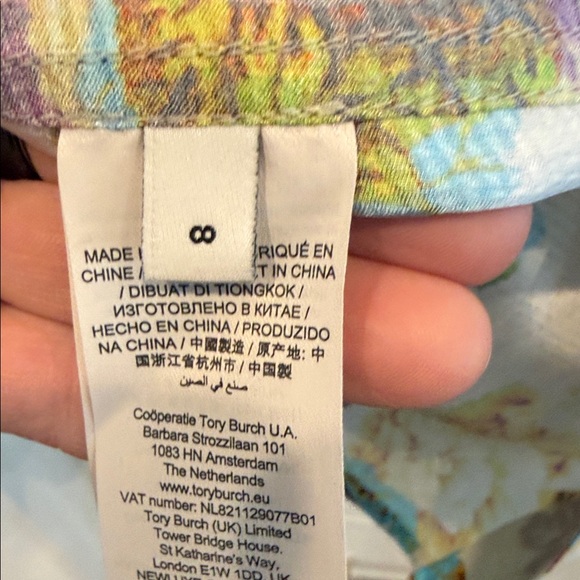 8
MADE RIQUÉ EN
CHINE / T IN CHINA
/ DIBUAT DI TIONGKOK /
ИЗГОТОВЛЕНО В КИТАЕ /
HECHO EN CHINA / PRODUZIDO
NA CHINA / 中國製造 / 原产地: 中
国浙江省杭州市 / 中國製
صنع في الصين
Coöperatie Tory Burch U.A.
Barbara Strozzilaan 101
1083 HN Amsterdam
The Netherlands
www.toryburch.eu
VAT number: NL821129077B01
Tory Burch (UK) Limited
Tower Bridge House.
St Katharine's Way,
London E1W 1DD, UK